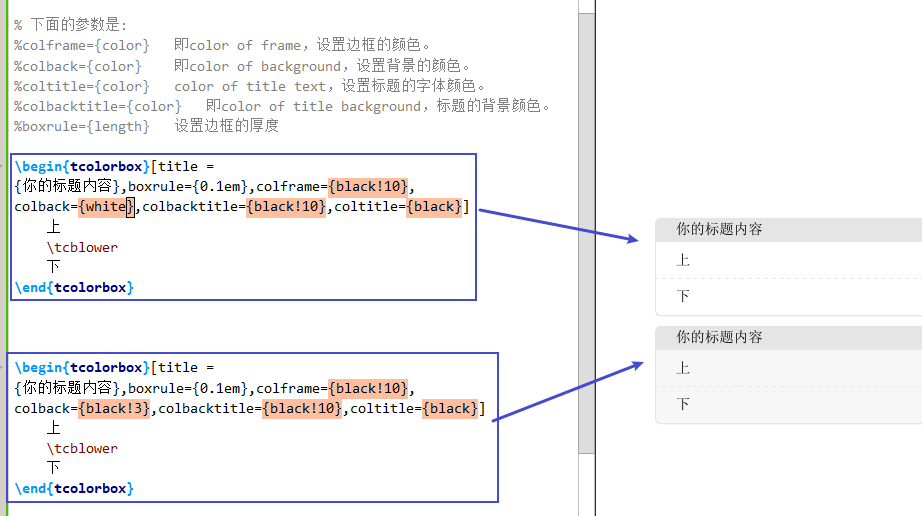 % 下面的参数是:
%colframe={color} 即color of frame，设置边框的颜色。
%colback={color} 即color of background，设置背景的颜色。
%coltitle={color} color of title text，设置标题的字体颜色。
%colbacktitle={color} 即color of title background，标题的背景颜色。
%boxrule={length} 设置边框的厚度
\begin{tcolorbox}[title =
{你的标题内容},boxrule={0.1em},colframe={black!10},
colback={white},colbacktitle={black!10},coltitle={black}]
上
\tcblower
下
\end{tcolorbox}
\begin{tcolorbox}[title =
{你的标题内容},boxrule={0.1em},colframe={black!10},
colback={black!3},colbacktitle={black!10},coltitle={black}]
上
\tcblower
下
\end{tcolorbox}
你的标题内容
上
下
你的标题内容
上
下